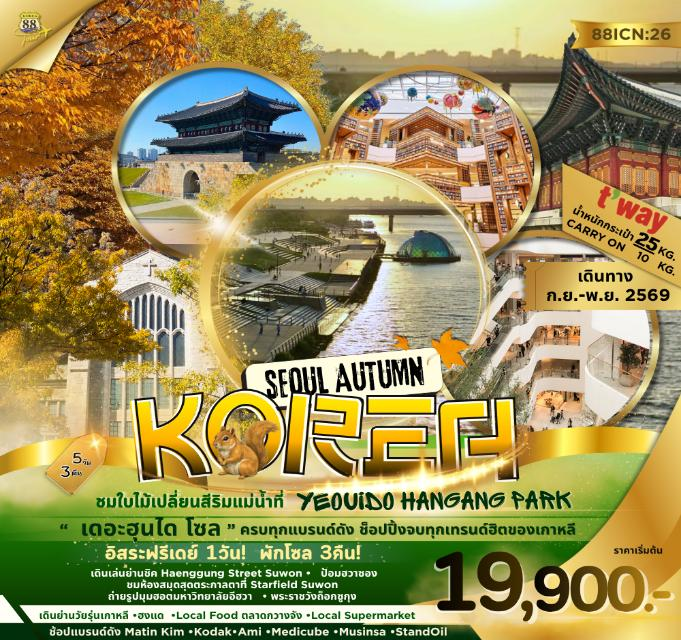 88
88ICN:26
t'way
น้ำหนักกระเป๋า 25 KG.
CARRY ON 10 KG.
เดินทาง
ก.ย.-พ.ย. 2569
SEOUL AUTUMN
KOREA
5วัน
3คืน
ชมใบไม้เปลี่ยนสีริมแม่น้ำที่ YEOUIDO HANGANG PARK
“ เดอะฮุนได โซล ” ครบทุกแบรนด์ดัง ช็อปปิ้งจบทุกเทรนด์ฮิตของเกาหลี
อิสระฟรีเดย์ 1วัน! พักโซล 3คืน!
ราคาเริ่มต้น
19,900.-
เดินเล่นย่านชิค Haenggung Street Suwon • ป้อมฮวาซอง
ชมห้องสมุดสุดตระการตาที่ Starfield Suwon
ถ่ายรูปมุมฮอตมหาวิทยาลัยอีฮวา • พระราชวังต็อกซูกุง
เดินย่านวัยรุ่นเกาหลี •ฮงแด •Local Food ตลาดกวางจัง •Local Supermarket
ช้อปแบรนด์ดัง Matin Kim •Kodak•Ami •Medicube •Musinsa •StandOil